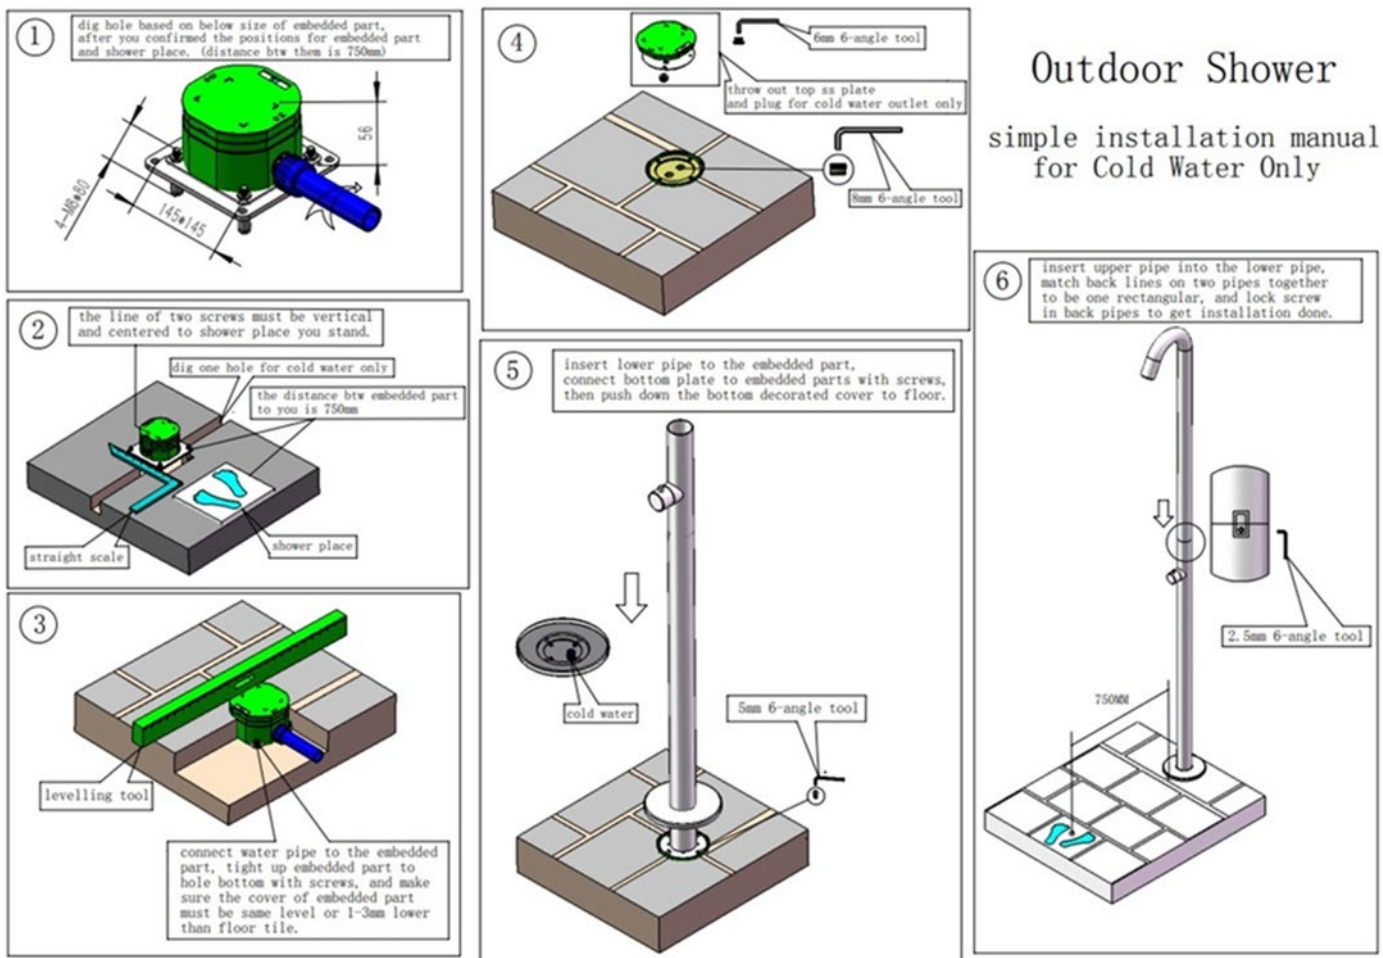 Outdoor Shower
simple installation manual
for Cold Water Only
1
dig hole based on below size of embedded part,
after you confirmed the positions for embedded part
and shower place. (distance btw them is 750mm)
56
4-M8*80
145*145
2
the line of two screws must be vertical
and centered to shower place you stand.
dig one hole for cold water only
the distance btw embedded part
to you is 750mm
straight scale
shower place
3
levelling tool
connect water pipe to the embedded
part, tight up embedded part to
hole bottom with screws, and make
sure the cover of embedded part
must be same level or 1-3mm lower
than floor tile.
4
6mm 6-angle tool
throw out top ss plate
and plug for cold water outlet only
8mm 6-angle tool
5
insert lower pipe to the embedded part,
connect bottom plate to embedded parts with screws,
then push down the bottom decorated cover to floor.
cold water
5mm 6-angle tool
6
insert upper pipe into the lower pipe,
match back lines on two pipes together
to be one rectangular, and lock screw
in back pipes to get installation done.
2.5mm 6-angle tool
750MM